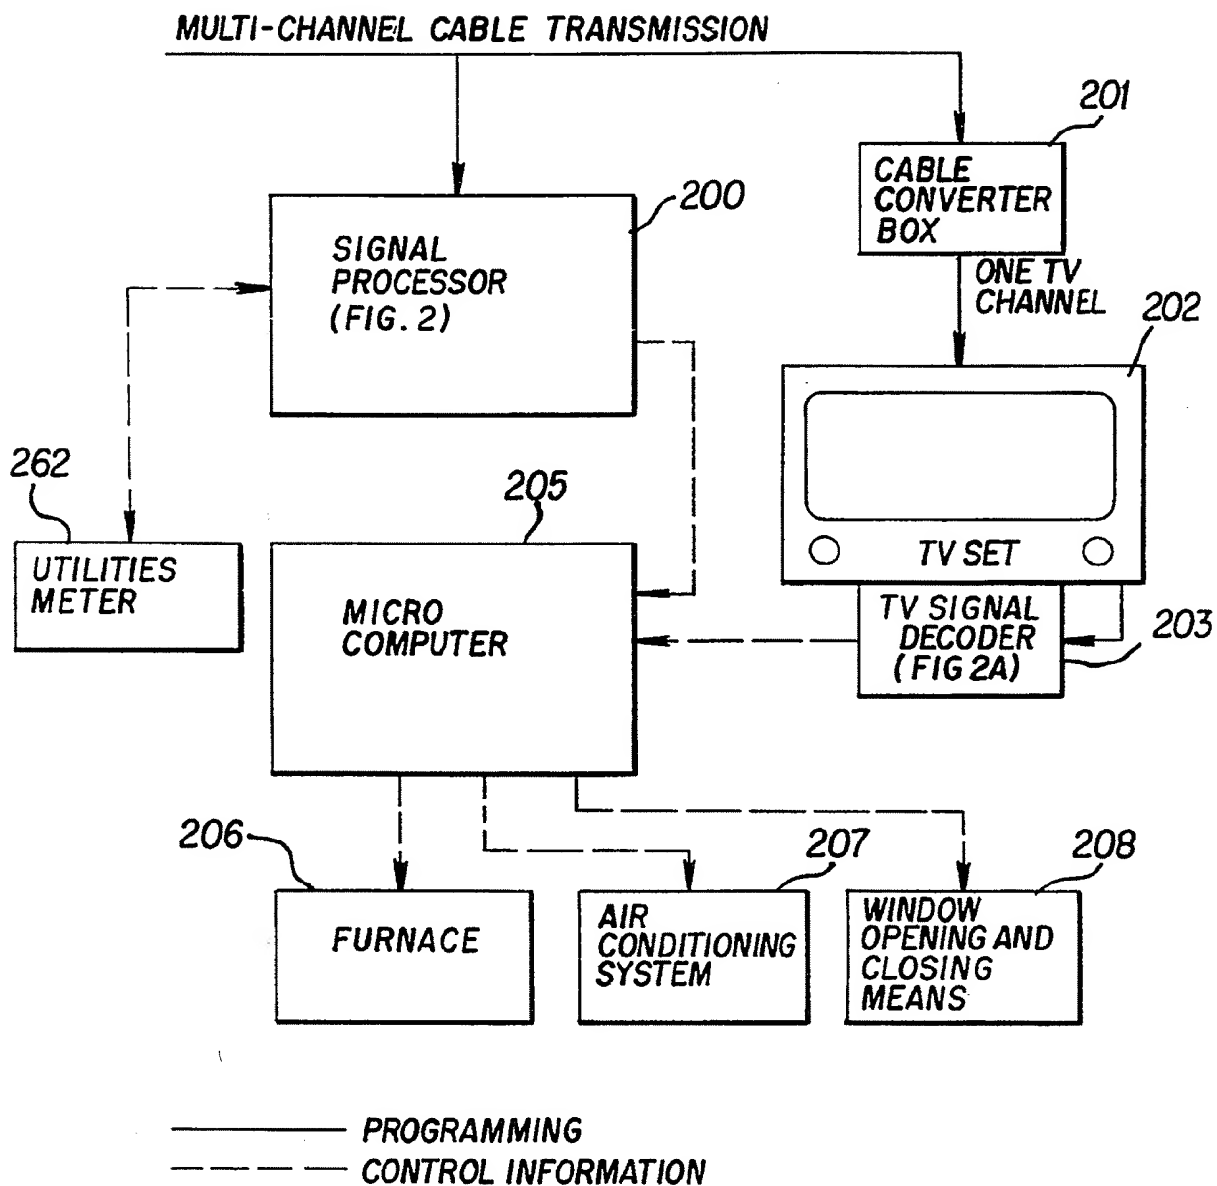 MULTI-CHANNEL CABLE TRANSMISSION
201
CABLE
CONVERTER
BOX
200
SIGNAL
PROCESSOR
(FIG. 2)
ONE TV
CHANNEL
202
262
UTILITIES
METER
205
MICRO
COMPUTER
TV SET
TV SIGNAL
DECODER
(FIG 2A)
203
206
FURNACE
207
AIR
CONDITIONING
SYSTEM
208
WINDOW
OPENING AND
CLOSING
MEANS
PROGRAMMING
CONTROL INFORMATION